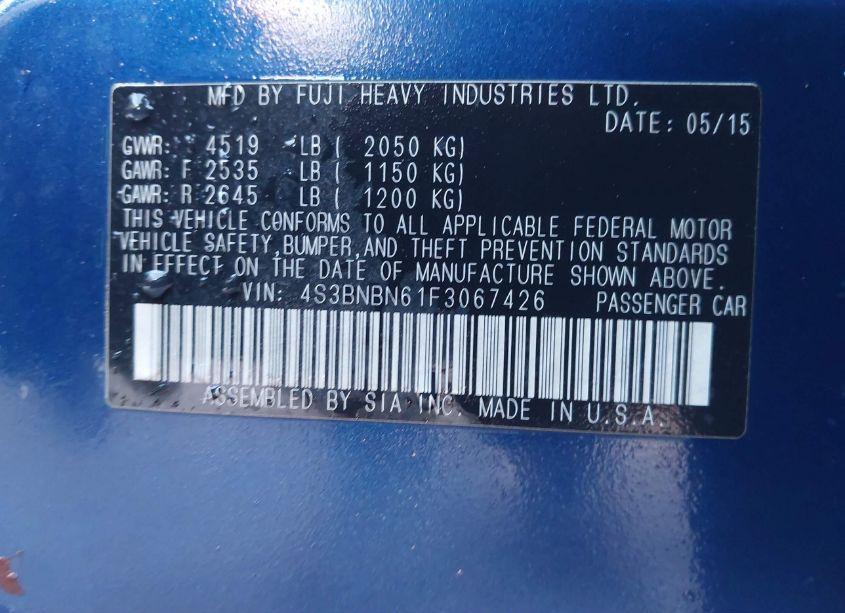 MFD BY FUJI HEAVY INDUSTRIES LTD.
DATE: 05/15
GVWR: 4519 LB ( 2050 KG)
GAWR: F 2535 LB ( 1150 KG)
GAWR: R 2645 LB ( 1200 KG)
THIS VEHICLE CONFORMS TO ALL APPLICABLE FEDERAL MOTOR
VEHICLE SAFETY, BUMPER, AND THEFT PREVENTION STANDARDS
IN EFFECT ON THE DATE OF MANUFACTURE SHOWN ABOVE.
VIN: 4S3BNBN61F3067426 PASSENGER CAR
ASSEMBLED BY SIA INC. MADE IN U.S.A.